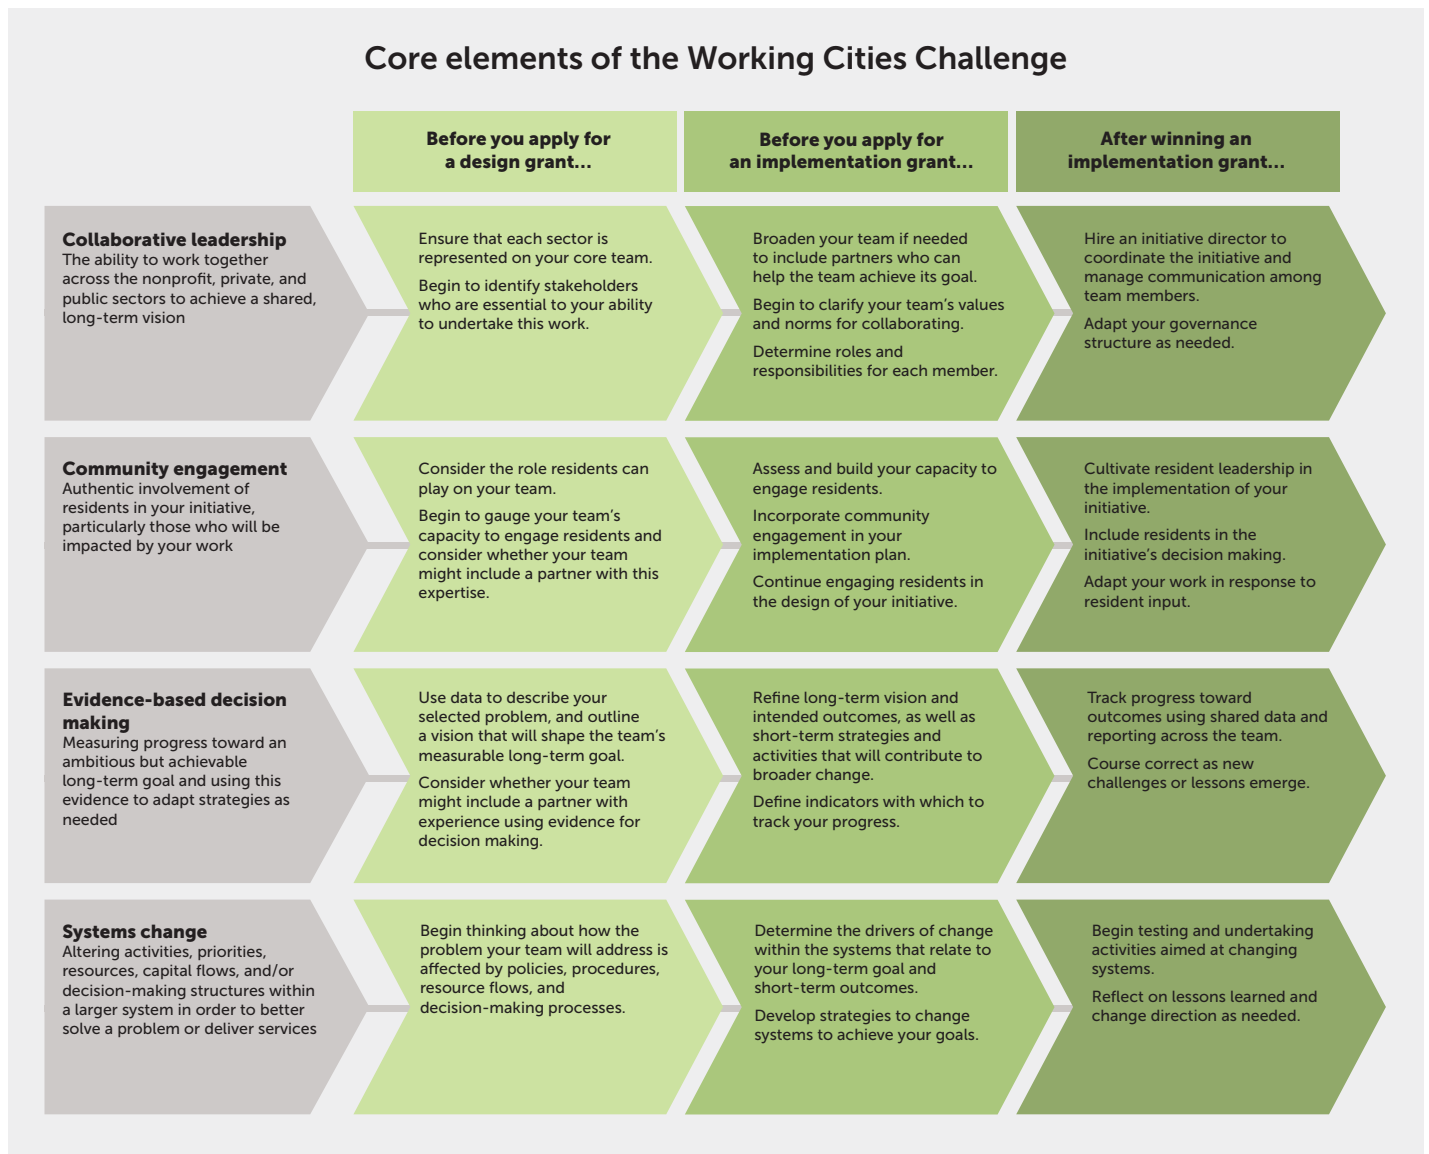 Core elements of the Working Cities Challenge
Before you apply for
a design grant…
Before you apply for
an implementation grant…
After winning an
implementation grant…
Collaborative leadership
The ability to work together
across the nonprofit, private, and
public sectors to achieve a shared,
long-term vision
Ensure that each sector is
represented on your core team.
Begin to identify stakeholders
who are essential to your ability
to undertake this work.
Broaden your team if needed
to include partners who can
help the team achieve its goal.
Begin to clarify your team’s values
and norms for collaborating.
Determine roles and
responsibilities for each member.
Hire an initiative director to
coordinate the initiative and
manage communication among
team members.
Adapt your governance
structure as needed.
Community engagement
Authentic involvement of
residents in your initiative,
particularly those who will be
impacted by your work
Consider the role residents can
play on your team.
Begin to gauge your team’s
capacity to engage residents and
consider whether your team
might include a partner with this
expertise.
Assess and build your capacity to
engage residents.
Incorporate community
engagement in your
implementation plan.
Continue engaging residents in
the design of your initiative.
Cultivate resident leadership in
the implementation of your
initiative.
Include residents in the
initiative’s decision making.
Adapt your work in response to
resident input.
Evidence-based decision
making
Measuring progress toward an
ambitious but achievable
long-term goal and using this
evidence to adapt strategies as
needed
Use data to describe your
selected problem, and outline
a vision that will shape the team’s
measurable long-term goal.
Consider whether your team
might include a partner with
experience using evidence for
decision making.
Refine long-term vision and
intended outcomes, as well as
short-term strategies and
activities that will contribute to
broader change.
Define indicators with which to
track your progress.
Track progress toward
outcomes using shared data and
reporting across the team.
Course correct as new
challenges or lessons emerge.
Systems change
Altering activities, priorities,
resources, capital flows, and/or
decision-making structures within
a larger system in order to better
solve a problem or deliver services
Begin thinking about how the
problem your team will address is
affected by policies, procedures,
resource flows, and
decision-making processes.
Determine the drivers of change
within the systems that relate to
your long-term goal and
short-term outcomes.
Develop strategies to change
systems to achieve your goals.
Begin testing and undertaking
activities aimed at changing
systems.
Reflect on lessons learned and
change direction as needed.